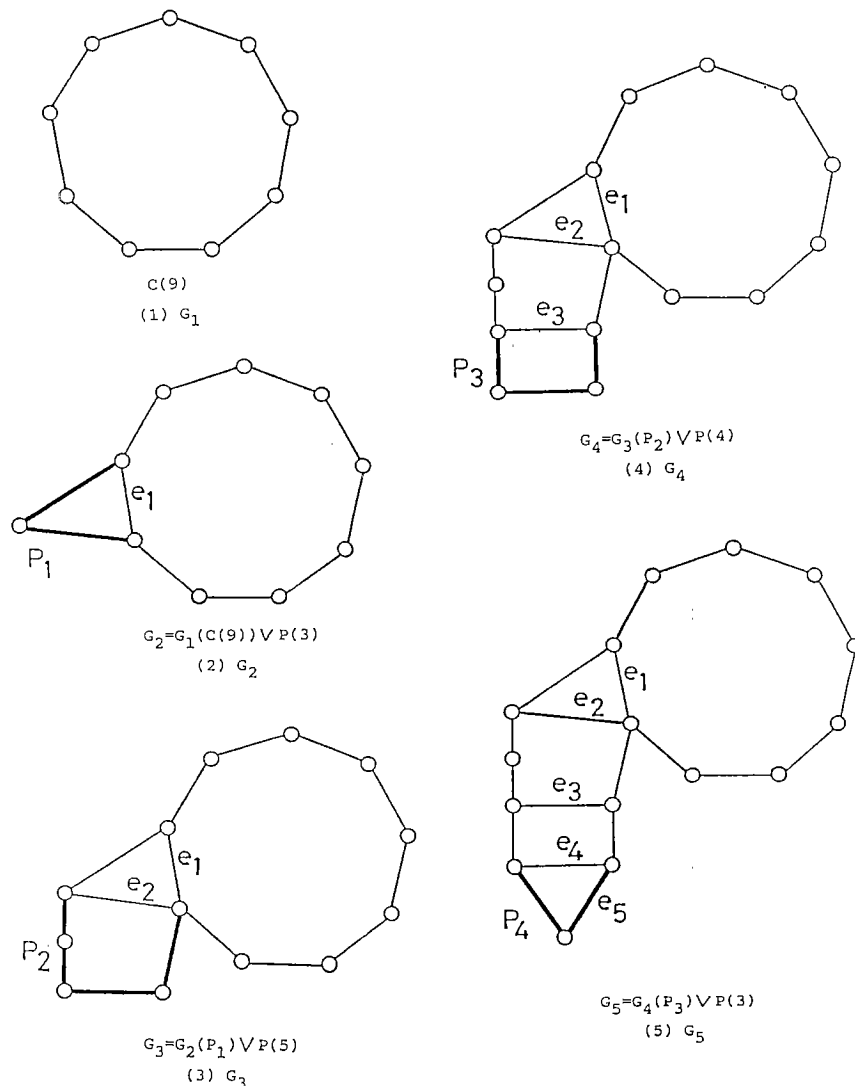 C(9)
(1) G₁
e₁
P₁
G₂=G₁(C(9))∨P(3)
(2) G₂
e₁
e₂
P₂
G₃=G₂(P₁)∨P(5)
(3) G₃
e₁
e₂
e₃
P₃
G₄=G₃(P₂)∨P(4)
(4) G₄
e₁
e₂
e₃
e₄
P₄
e₅
G₅=G₄(P₃)∨P(3)
(5) G₅